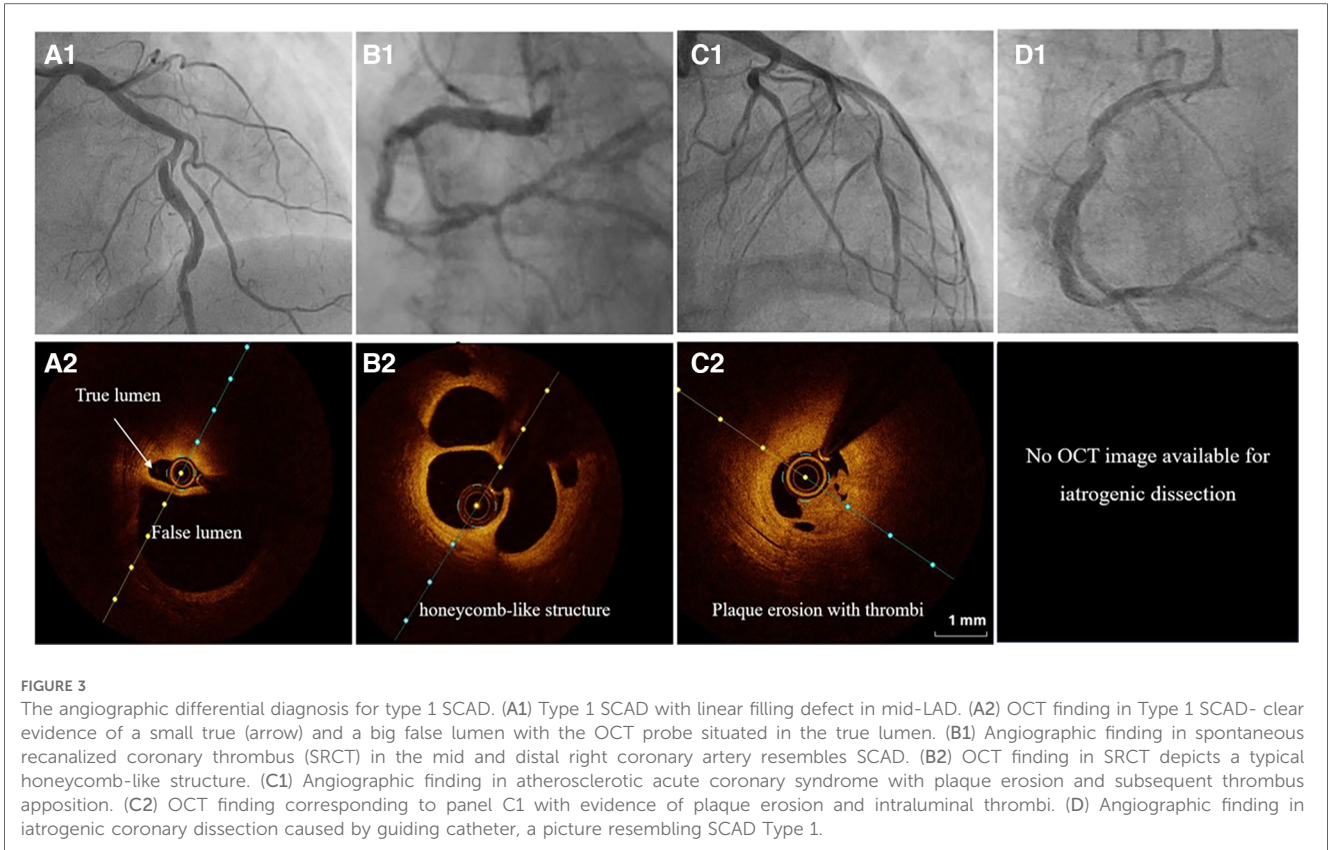 A1
B1
C1
D1
A2
True lumen
False lumen
B2
honeycomb-like structure
C2
Plaque erosion with thrombi
1 mm
No OCT image available for
iatrogenic dissection
FIGURE 3
The angiographic differential diagnosis for type 1 SCAD. (A1) Type 1 SCAD with linear filling defect in mid-LAD. (A2) OCT finding in Type 1 SCAD- clear
evidence of a small true (arrow) and a big false lumen with the OCT probe situated in the true lumen. (B1) Angiographic finding in spontaneous
recanalized coronary thrombus (SRCT) in the mid and distal right coronary artery resembles SCAD. (B2) OCT finding in SRCT depicts a typical
honeycomb-like structure. (C1) Angiographic finding in atherosclerotic acute coronary syndrome with plaque erosion and subsequent thrombus
apposition. (C2) OCT finding corresponding to panel C1 with evidence of plaque erosion and intraluminal thrombi. (D) Angiographic finding in
iatrogenic coronary dissection caused by guiding catheter, a picture resembling SCAD Type 1.